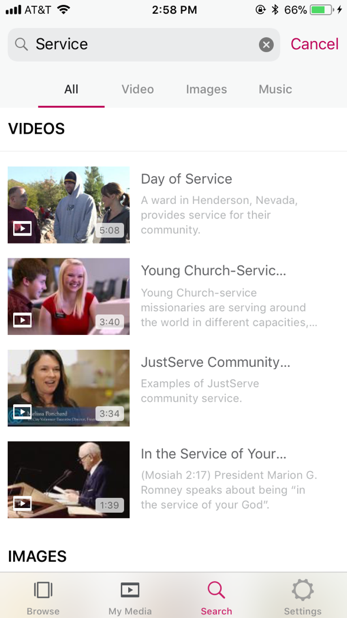 AT&T 2:58 PM 66%
Service Cancel
All Video Images Music
VIDEOS
Day of Service
A ward in Henderson, Nevada,
provides service for their
community.
5:08
Young Church-Servic...
Young Church-service
missionaries are serving around
the world in different capacities,...
3:40
JustServe Community...
Examples of JustServe
community service.
3:34
In the Service of Your...
(Mosiah 2:17) President Marion G.
Romney speaks about being “in
the service of your God”.
1:39
IMAGES
Browse My Media Search Settings